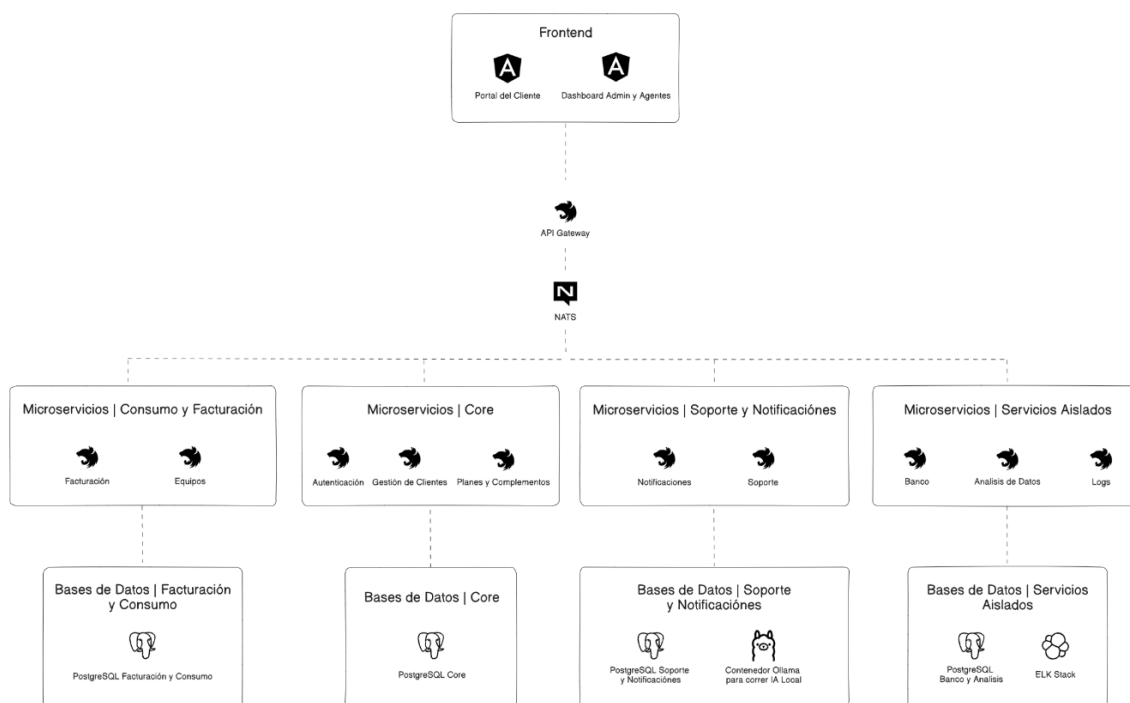 Frontend
Portal del Cliente
Dashboard Admin y Agentes
API Gateway
N
NATS
Microservicios | Consumo y Facturación
Facturación
Equipos
Microservicios | Core
Autenticación
Gestión de Clientes
Planes y Complementos
Microservicios | Soporte y Notificaciónes
Notificaciones
Soporte
Microservicios | Servicios Aislados
Banco
Analisis de Datos
Logs
Bases de Datos | Facturación
y Consumo
PostgreSQL Facturación y Consumo
Bases de Datos | Core
PostgreSQL Core
Bases de Datos | Soporte
y Notificaciónes
PostgreSQL Soporte
y Notificaciónes
Contenedor Ollama
para correr IA Local
Bases de Datos | Servicios
Aislados
PostgreSQL
Banco y Analisis
ELK Stack